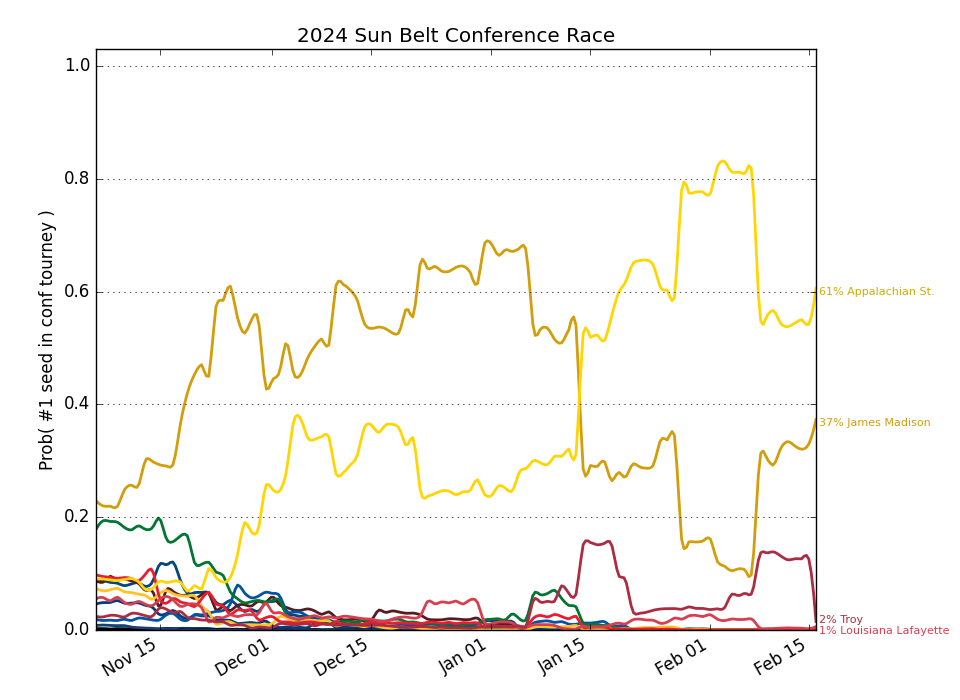 2024 Sun Belt Conference Race
Prob( #1 seed in conf tourney )
1.0
0.8
0.6
0.4
0.2
0.0
61% Appalachian St.
37% James Madison
2% Troy
1% Louisiana Lafayette
Nov 15
Dec 01
Dec 15
Jan 01
Jan 15
Feb 01
Feb 15